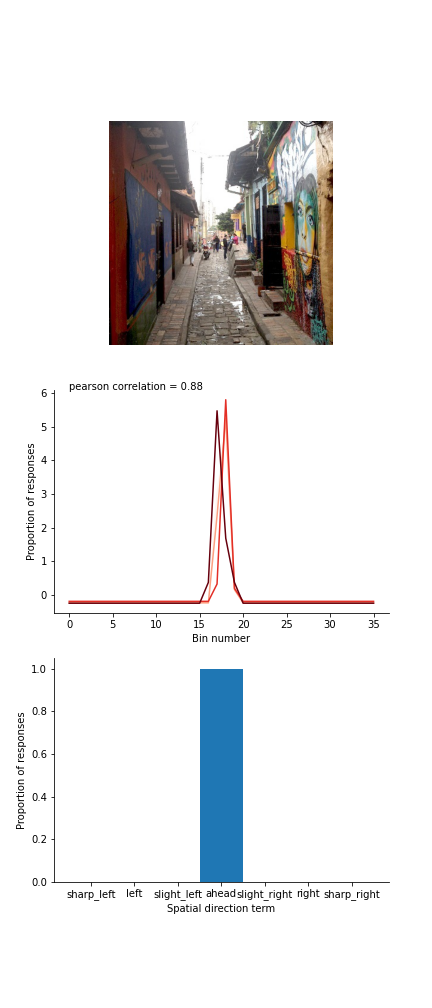 pearson correlation = 0.88
6
5
4
3
2
1
0
Proportion of responses
0 5 10 15 20 25 30 35
Bin number
1.0
0.8
0.6
0.4
0.2
0.0
Proportion of responses
sharp_left left slight_left ahead slight_right right sharp_right
Spatial direction term